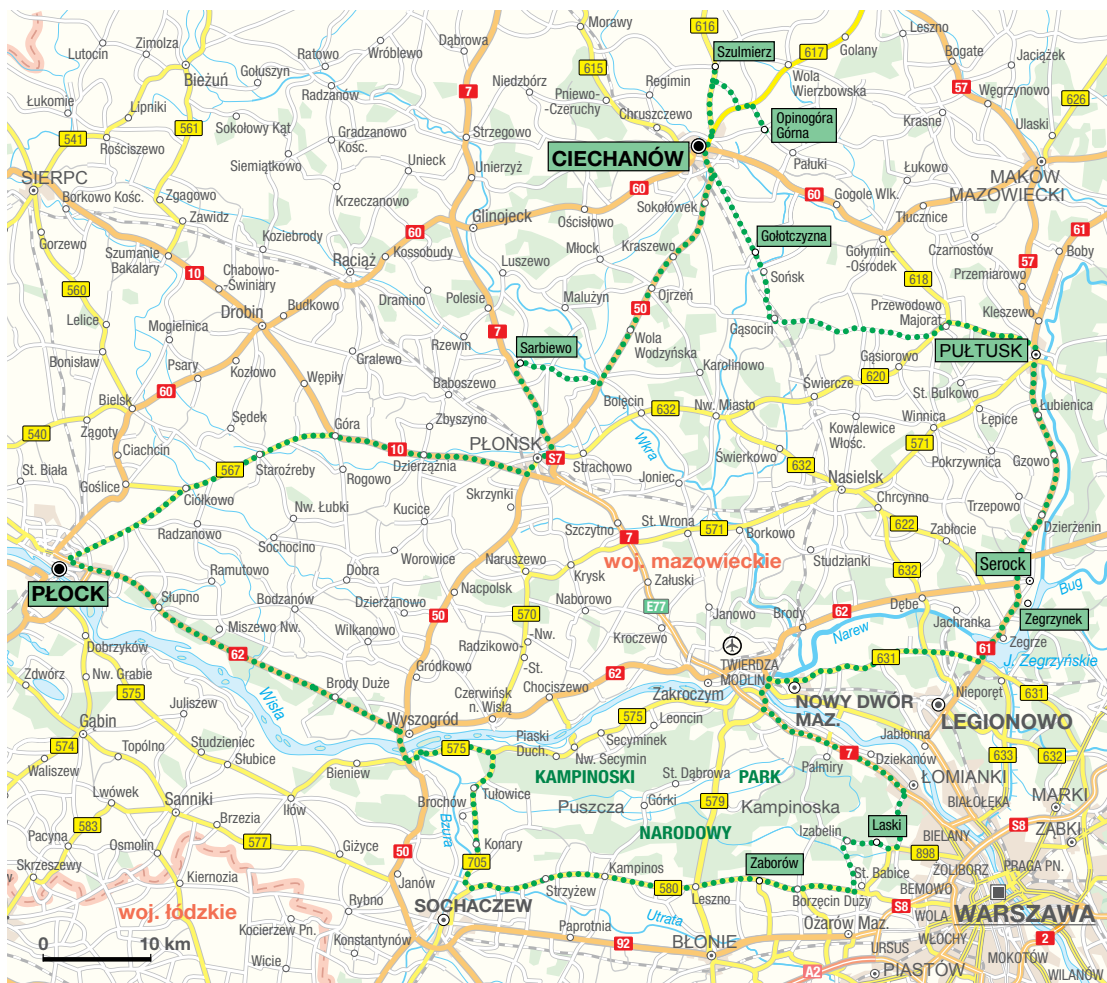 616
Morawy
Leszno
Lutocin
Zimolza
Ratowo
Wróblewo
Dąbrowa
617
Golany
Bogate
Jaciążek
Szulmierz
615
Regimin
Niedzbórz
Bieżuń
Gołuszyn
Radzanów
7
Pniewo-
-Czeruchy
Wola
Wierzbowska
57
Węgrzynowo
626
Łukomie
Lipniki
541
561
Rościszewo
Sokołowy Kąt
Gradzanowo
Kośc.
Strzegowo
Chruszczewo
Opinogóra
Górna
Krasne
Ulaski
Siemiątkowo
Unieck
Unierzyż
CIECHANÓW
Pałuki
Łukowo
MAKÓW
MAZOWIECKI
SIERPC
Borkowo Kośc.
Zgagowo
Krzeczanowo
60
60
Gogole Wlk.
Zawidz
Glinojeck
Ościsłowo
Sokołówek
Tłucznice
Gorzewo
Koziebrody
60
Szumanie
Bakalary
Raciąż
Kossobudy
Młock
Kraszewo
Gołotczyzna
Gołymin-
-Ośrodek
Czarnostów
61
Boby
10
Chabowo-
-Świniary
Luszewo
Sońsk
618
Przemiarowo
57
560
Dramino
Polesie
Malużyn
Ojrzeń
50
Przewodowo
Majorat
Kleszewo
Lelice
Mogielnica
Drobin
Budkowo
7
Rzewin
Wola
Wodzyńska
Gąsocin
PUŁTUSK
Bonisław
Psary
Kozłowo
Gralewo
Sarbiewo
Karolinowo
Gąsiorowo
620
60
Wępiły
Baboszewo
Świercze
St. Bulkowo
Bielsk
Sędek
Zbyszyno
Bolęcin
632
Nw. Miasto
Winnica
Łępice
Łubienica
540
Zągoty
Góra
10
PŁOŃSK
Wkra
Kowalewice
Włośc.
571
Ciachcin
567
Staroźreby
Dzierżążnia
S7
Strachowo
Świerkowo
632
Pokrzywnica
Gzowo
St. Biała
Goślice
Rogowo
Skrzynki
Joniec
Nasielsk
Ciółkowo
Nw. Łubki
Kucice
Chrcynno
Trzepowo
Radzanowo
Szczytno
St. Wrona
571
Borkowo
622
Zabłocie
Dzierżenin
Sochocino
7
Worowice
Naruszewo
woj. mazowieckie
Studzianki
PŁOCK
Ramutowo
Dobra
Krysk
Załuski
632
Serock
Bug
Słupno
Bodzanów
Dzierżanowo
Nacpolsk
570
Naborowo
E77
Janowo
Brody
62
Dębe
Jachranka
Zegrzynek
Miszewo Nw.
Wilkanowo
50
Radzikowo-
-Nw.
Kroczewo
Narew
Zegrze
Dobrzyków
62
-St.
61
J. Zegrzyńskie
Zdwórz
Nw. Grabie
575
Gródkowo
Chociszewo
62
TWIERDZA
MODLIN
631
Wisła
Brody Duże
Czerwińsk
n. Wisłą
Zakroczym
NOWY DWÓR
MAZ.
Nieporęt
631
Gąbin
Juliszew
Wyszogród
575
Leoncin
LEGIONOWO
574
Topólno
Studzieniec
575
Piaski
Duch.
Secyminek
7
Jabłonna
Waliszew
Słubice
Bieniew
Nw. Secymin
Palmiry
Dziekanów
633
632
Lwówek
Sanniki
KAMPINOSKI
St. Dąbrowa
PARK
ŁOMIANKI
Tułowice
Puszcza
Górki
579
Kampinoska
BIAŁOŁĘKA
MARKI
583
Brzezia
Iłów
Brochów
NARODOWY
Izabelin
Laski
BIELANY
S8
Pacyna
Osmolin
577
Giżyce
Bzura
Konary
898
ZĄBKI
Skrzeszewy
50
705
Kampinos
Zaborów
St. Babice
ŻOLIBORZ
PRAGA PN.
Kiernozia
Janów
Strzyżew
580
Leszno
Borzęcin Duży
BEMOWO
woj. łódzkie
Rybno
SOCHACZEW
S8
WARSZAWA
Utrata
Ożarów Maz.
WOLA
Kocierzew Pn.
Paprotnia
92
BŁONIE
WŁOCHY
2
0
10 km
Konstantynów
URSUS
MOKOTÓW
Wicie
A2
PIASTÓW
WILANÓW